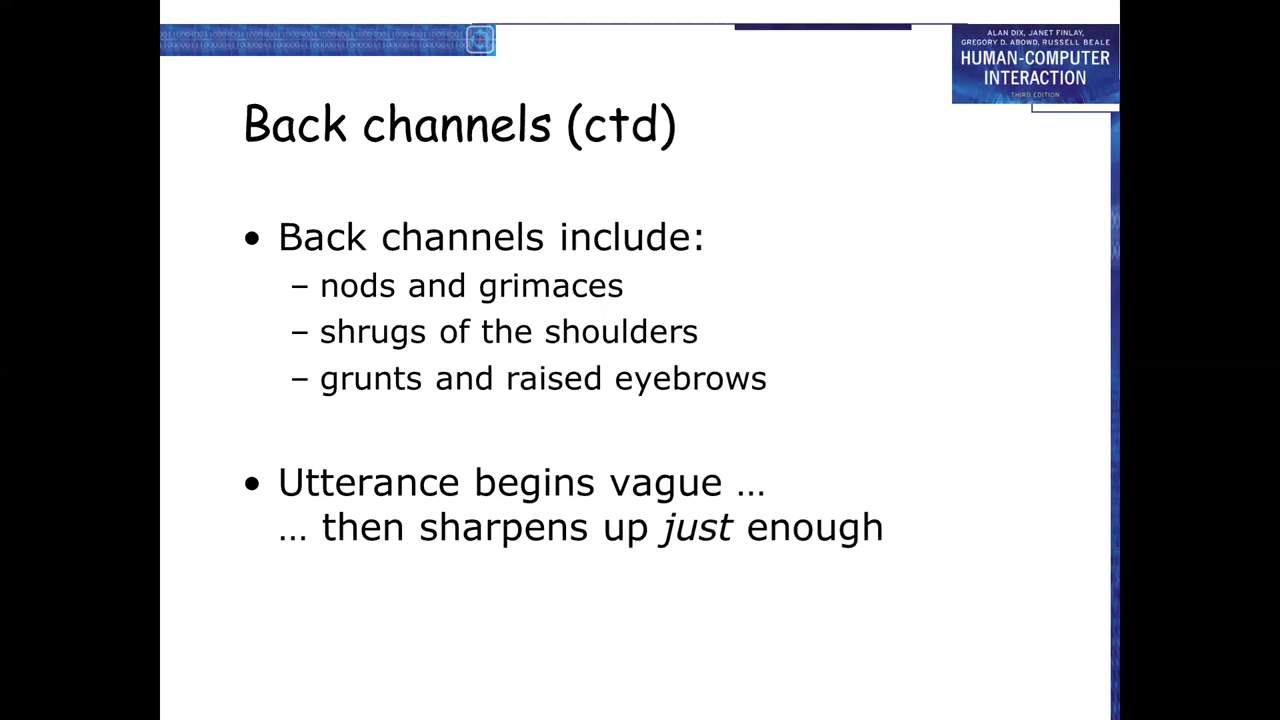 ALAN DIX, JANET FINLAY,
GREGORY D. ABOWD, RUSSELL BEALE
HUMAN-COMPUTER
INTERACTION
THIRD EDITION
Back channels (ctd)
• Back channels include:
– nods and grimaces
– shrugs of the shoulders
– grunts and raised eyebrows
• Utterance begins vague …
… then sharpens up just enough